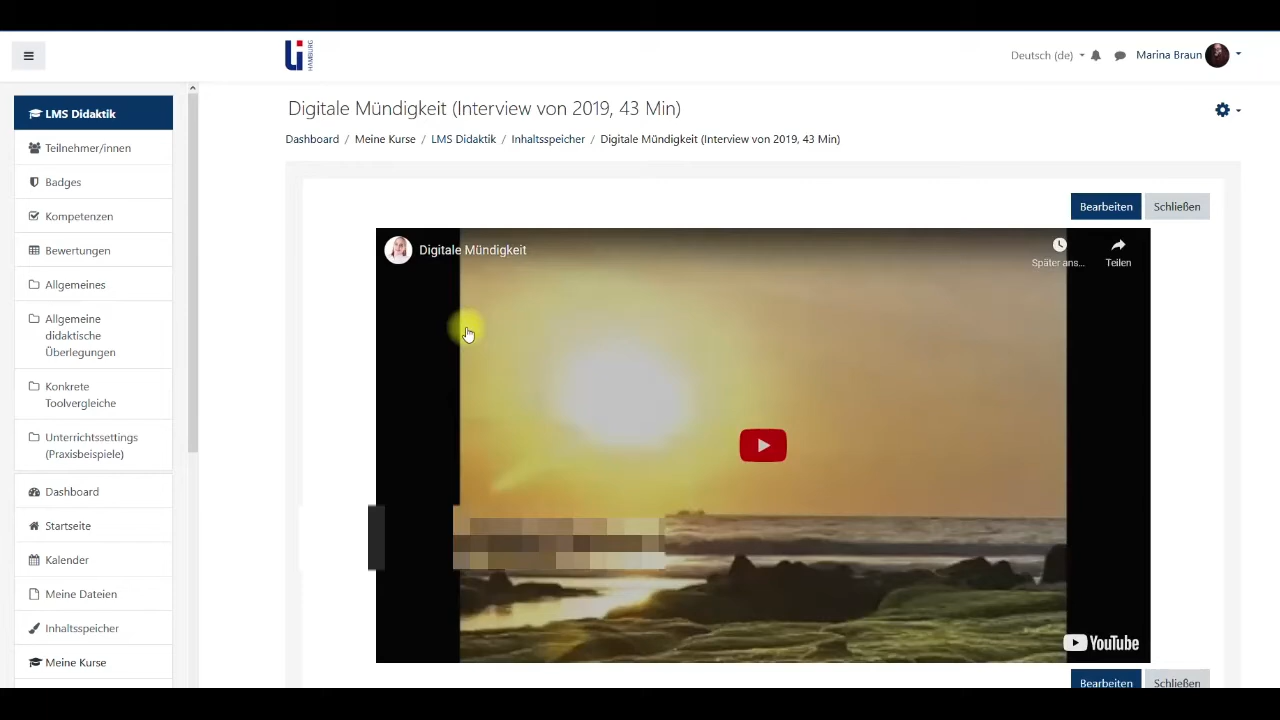 Li
HAMBURG
Deutsch (de)
Marina Braun
LMS Didaktik
Teilnehmer/innen
Badges
Kompetenzen
Bewertungen
Allgemeines
Allgemeine
didaktische
Überlegungen
Konkrete
Toolvergleiche
Unterrichtssettings
(Praxisbeispiele)
Dashboard
Startseite
Kalender
Meine Dateien
Inhaltsspeicher
Meine Kurse
Digitale Mündigkeit (Interview von 2019, 43 Min)
Dashboard / Meine Kurse / LMS Didaktik / Inhaltsspeicher / Digitale Mündigkeit (Interview von 2019, 43 Min)
Bearbeiten Schließen
Digitale Mündigkeit
Später ans... Teilen
YouTube
Bearbeiten Schließen